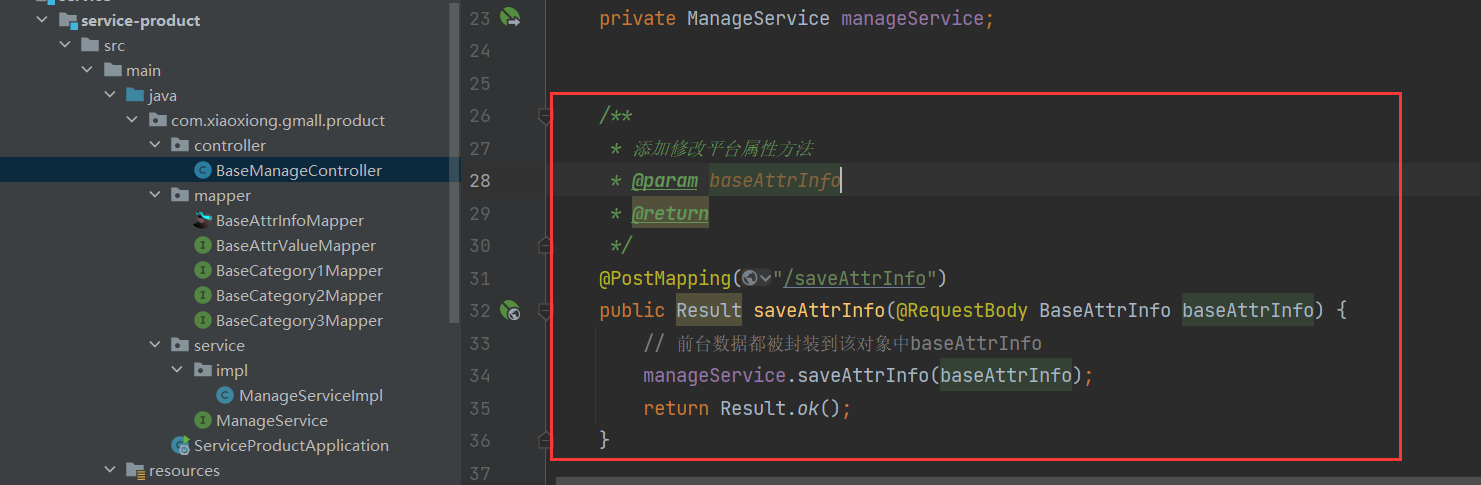 service
service-product
src
main
java
com.xiaoxiong.gmall.product
controller
BaseManageController
mapper
BaseAttrInfoMapper
BaseAttrValueMapper
BaseCategory1Mapper
BaseCategory2Mapper
BaseCategory3Mapper
service
impl
ManageServiceImpl
ManageService
ServiceProductApplication
resources
23 private ManageService manageService;
24
25
26 /**
27 * 添加修改平台属性方法
28 * @param baseAttrInfo
29 * @return
30 */
31 @PostMapping("/saveAttrInfo")
32 public Result saveAttrInfo(@RequestBody BaseAttrInfo baseAttrInfo) {
33 // 前台数据都被封装到该对象中baseAttrInfo
34 manageService.saveAttrInfo(baseAttrInfo);
35 return Result.ok();
36 }
37